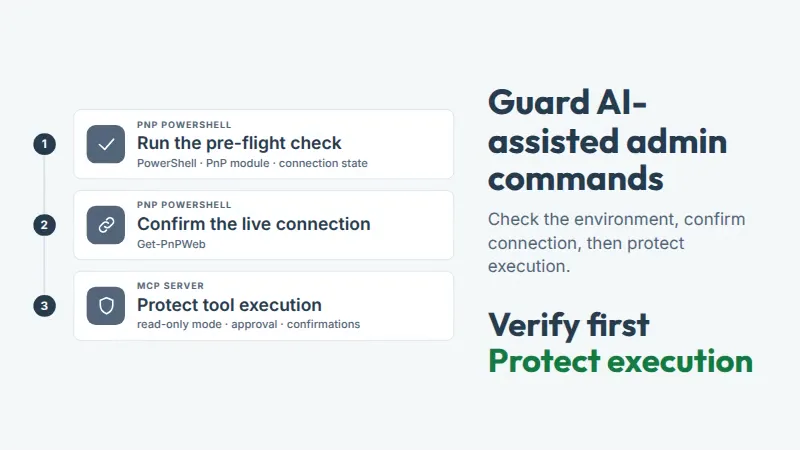 1
PNP POWERSHELL
Run the pre-flight check
PowerShell · PnP module · connection state
2
PNP POWERSHELL
Confirm the live connection
Get-PnPWeb
3
MCP SERVER
Protect tool execution
read-only mode · approval · confirmations
Guard AI-
assisted admin
commands
Check the environment, confirm
connection, then protect
execution.
Verify first
Protect execution